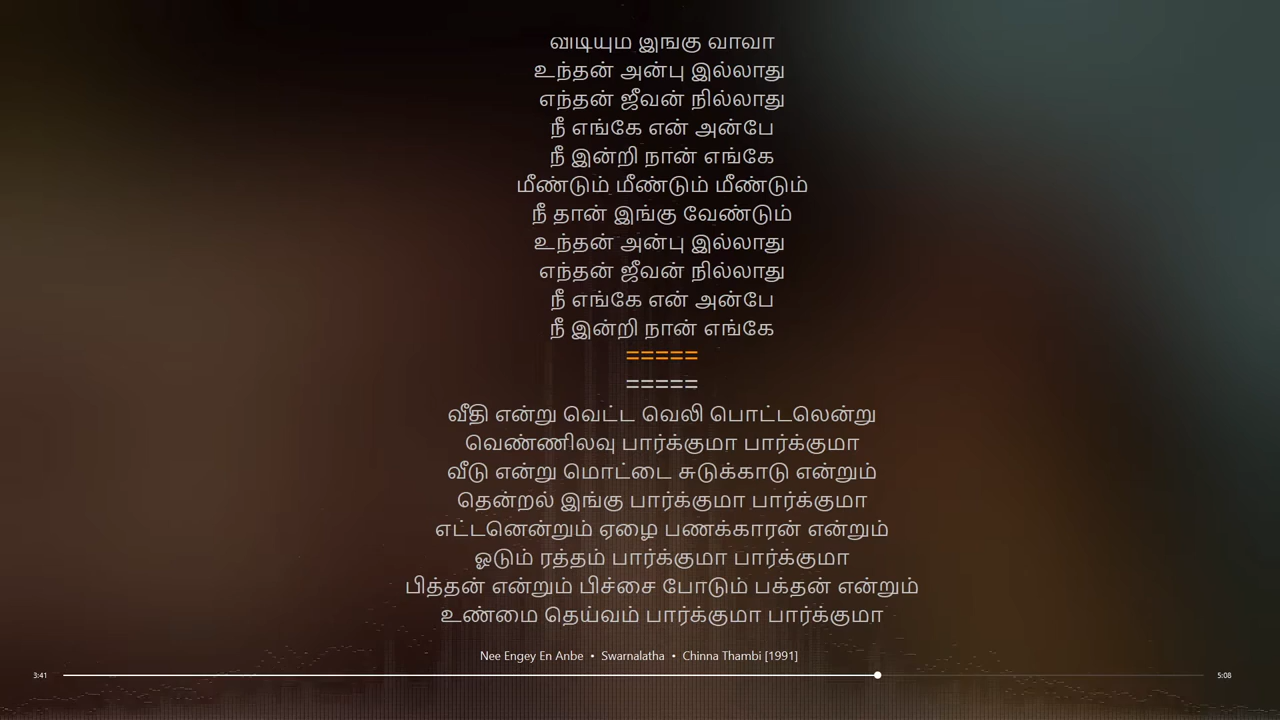 விடியும் இங்கு வாவா
உந்தன் அன்பு இல்லாது
எந்தன் ஜீவன் நில்லாது
நீ எங்கே என் அன்பே
நீ இன்றி நான் எங்கே
மீண்டும் மீண்டும் மீண்டும்
நீ தான் இங்கு வேண்டும்
உந்தன் அன்பு இல்லாது
எந்தன் ஜீவன் நில்லாது
நீ எங்கே என் அன்பே
நீ இன்றி நான் எங்கே
=====
=====
வீதி என்று வெட்ட வெலி பொட்டலென்று
வெண்ணிலவு பார்க்குமா பார்க்குமா
வீடு என்று மொட்டை சுடுக்காடு என்றும்
தென்றல் இங்கு பார்க்குமா பார்க்குமா
எட்டனென்றும் ஏழை பணக்காரன் என்றும்
ஓடும் ரத்தம் பார்க்குமா பார்க்குமா
பித்தன் என்றும் பிச்சை போடும் பக்தன் என்றும்
உண்மை தெய்வம் பார்க்குமா பார்க்குமா
Nee Engey En Anbe • Swarnalatha • Chinna Thambi [1991]
3:41 5:08